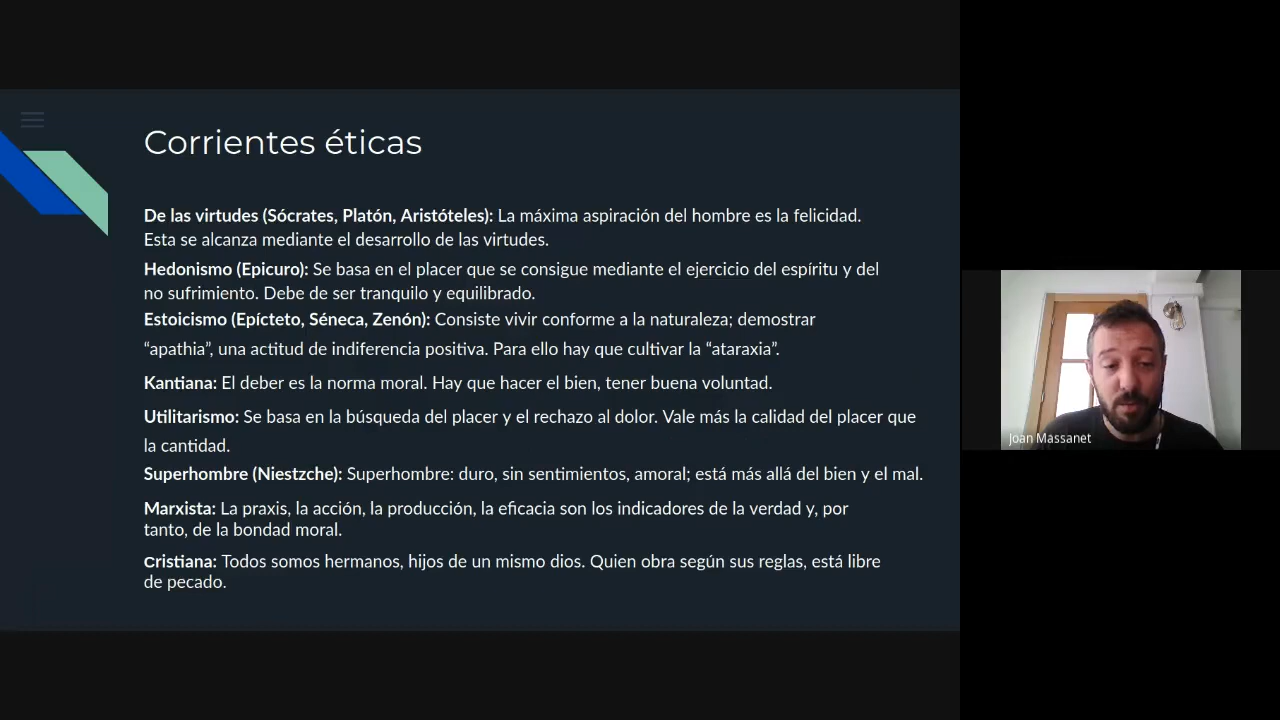 Corrientes éticas
De las virtudes (Sócrates, Platón, Aristóteles): La máxima aspiración del hombre es la felicidad.
Esta se alcanza mediante el desarrollo de las virtudes.
Hedonismo (Epicuro): Se basa en el placer que se consigue mediante el ejercicio del espíritu y del
no sufrimiento. Debe de ser tranquilo y equilibrado.
Estoicismo (Epícteto, Séneca, Zenón): Consiste vivir conforme a la naturaleza; demostrar
“apathia”, una actitud de indiferencia positiva. Para ello hay que cultivar la “ataraxia”.
Kantiana: El deber es la norma moral. Hay que hacer el bien, tener buena voluntad.
Utilitarismo: Se basa en la búsqueda del placer y el rechazo al dolor. Vale más la calidad del placer que
la cantidad.
Superhombre (Niestzche): Superhombre: duro, sin sentimientos, amoral; está más allá del bien y el mal.
Marxista: La praxis, la acción, la producción, la eficacia son los indicadores de la verdad y, por
tanto, de la bondad moral.
Cristiana: Todos somos hermanos, hijos de un mismo dios. Quien obra según sus reglas, está libre
de pecado.
Joan Massanet